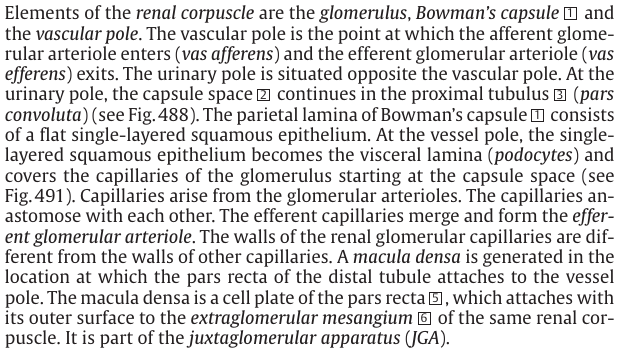 Elements of the renal corpuscle are the glomerulus, Bowman's capsule 1 and
the vascular pole. The vascular pole is the point at which the afferent glome-
rular arteriole enters (vas afferens) and the efferent glomerular arteriole (vas
efferens) exits. The urinary pole is situated opposite the vascular pole. At the
urinary pole, the capsule space 2 continues in the proximal tubulus 3 (pars
convoluta) (see Fig. 488). The parietal lamina of Bowman's capsule 1 consists
of a flat single-layered squamous epithelium. At the vessel pole, the single-
layered squamous epithelium becomes the visceral lamina (podocytes) and
covers the capillaries of the glomerulus starting at the capsule space (see
Fig. 491). Capillaries arise from the glomerular arterioles. The capillaries an-
astomose with each other. The efferent capillaries merge and form the effer-
ent glomerular arteriole. The walls of the renal glomerular capillaries are dif-
ferent from the walls of other capillaries. A macula densa is generated in the
location at which the pars recta of the distal tubule attaches to the vessel
pole. The macula densa is a cell plate of the pars recta 5, which attaches with
its outer surface to the extraglomerular mesangium 6 of the same renal cor-
puscle. It is part of the juxtaglomerular apparatus (JGA).